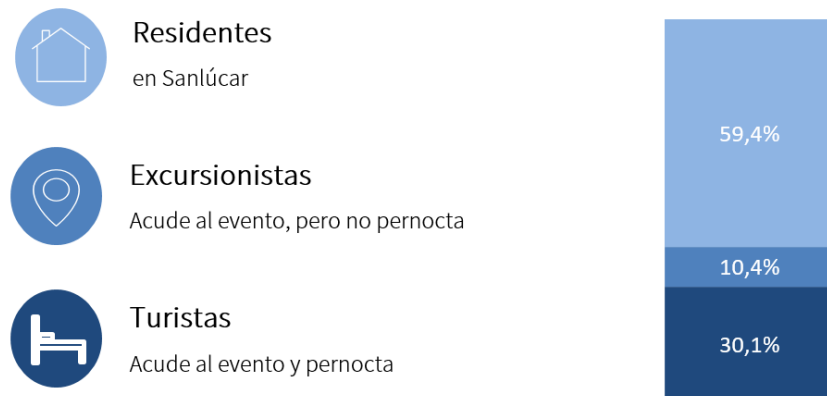 Residentes
en Sanlúcar
59,4%
Excursionistas
Acude al evento, pero no pernocta
10,4%
Turistas
Acude al evento y pernocta
30,1%